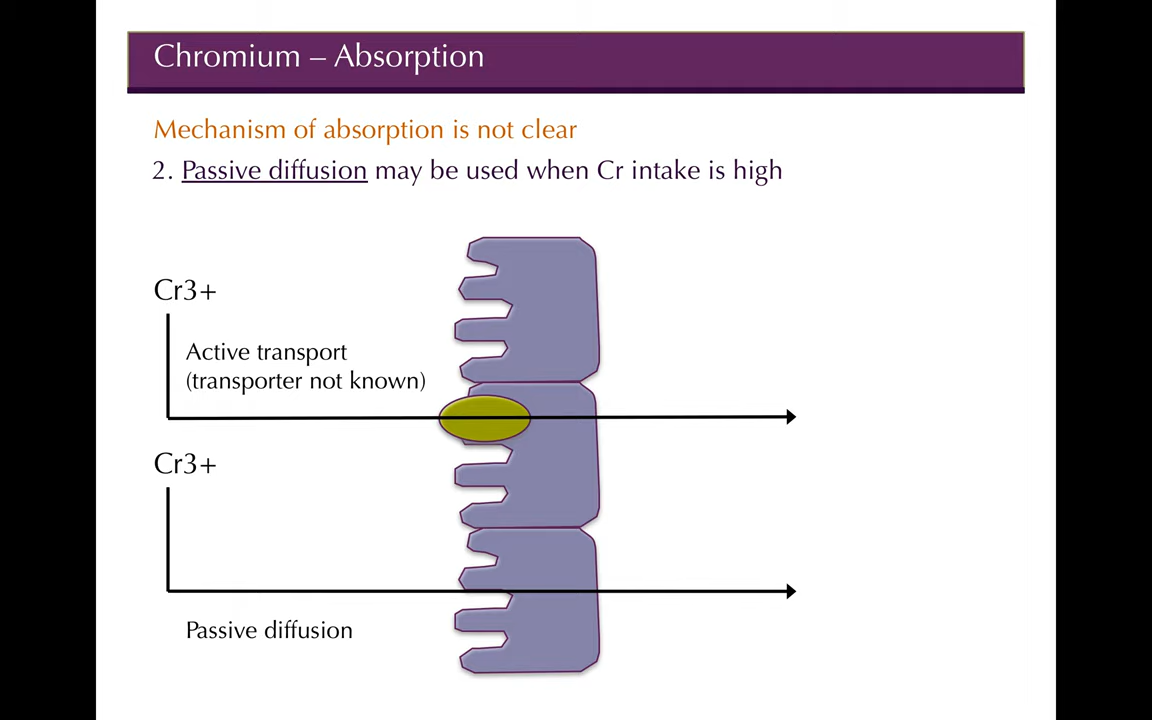 Chromium – Absorption
Mechanism of absorption is not clear
2. Passive diffusion may be used when Cr intake is high
Cr3+
Active transport
(transporter not known)
Cr3+
Passive diffusion